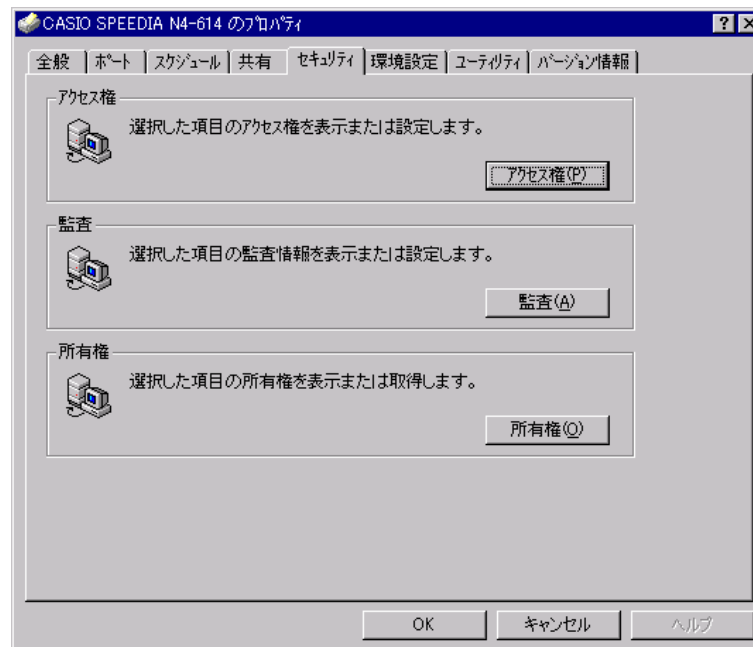 CASIO SPEEDIA N4-614 のﾌﾟﾛﾊﾟﾃｨ
全般 ﾎﾟｰﾄ ｽｹｼﾞｭｰﾙ 共有 ｾｷｭﾘﾃｨ 環境設定 ﾕｰﾃｨﾘﾃｨ ﾊﾞｰｼﾞｮﾝ情報
ｱｸｾｽ権
選択した項目のｱｸｾｽ権を表示または設定します。
ｱｸｾｽ権(P)
監査
選択した項目の監査情報を表示または設定します。
監査(A)
所有権
選択した項目の所有権を表示または取得します。
所有権(O)
OK キャンセル ヘルプ